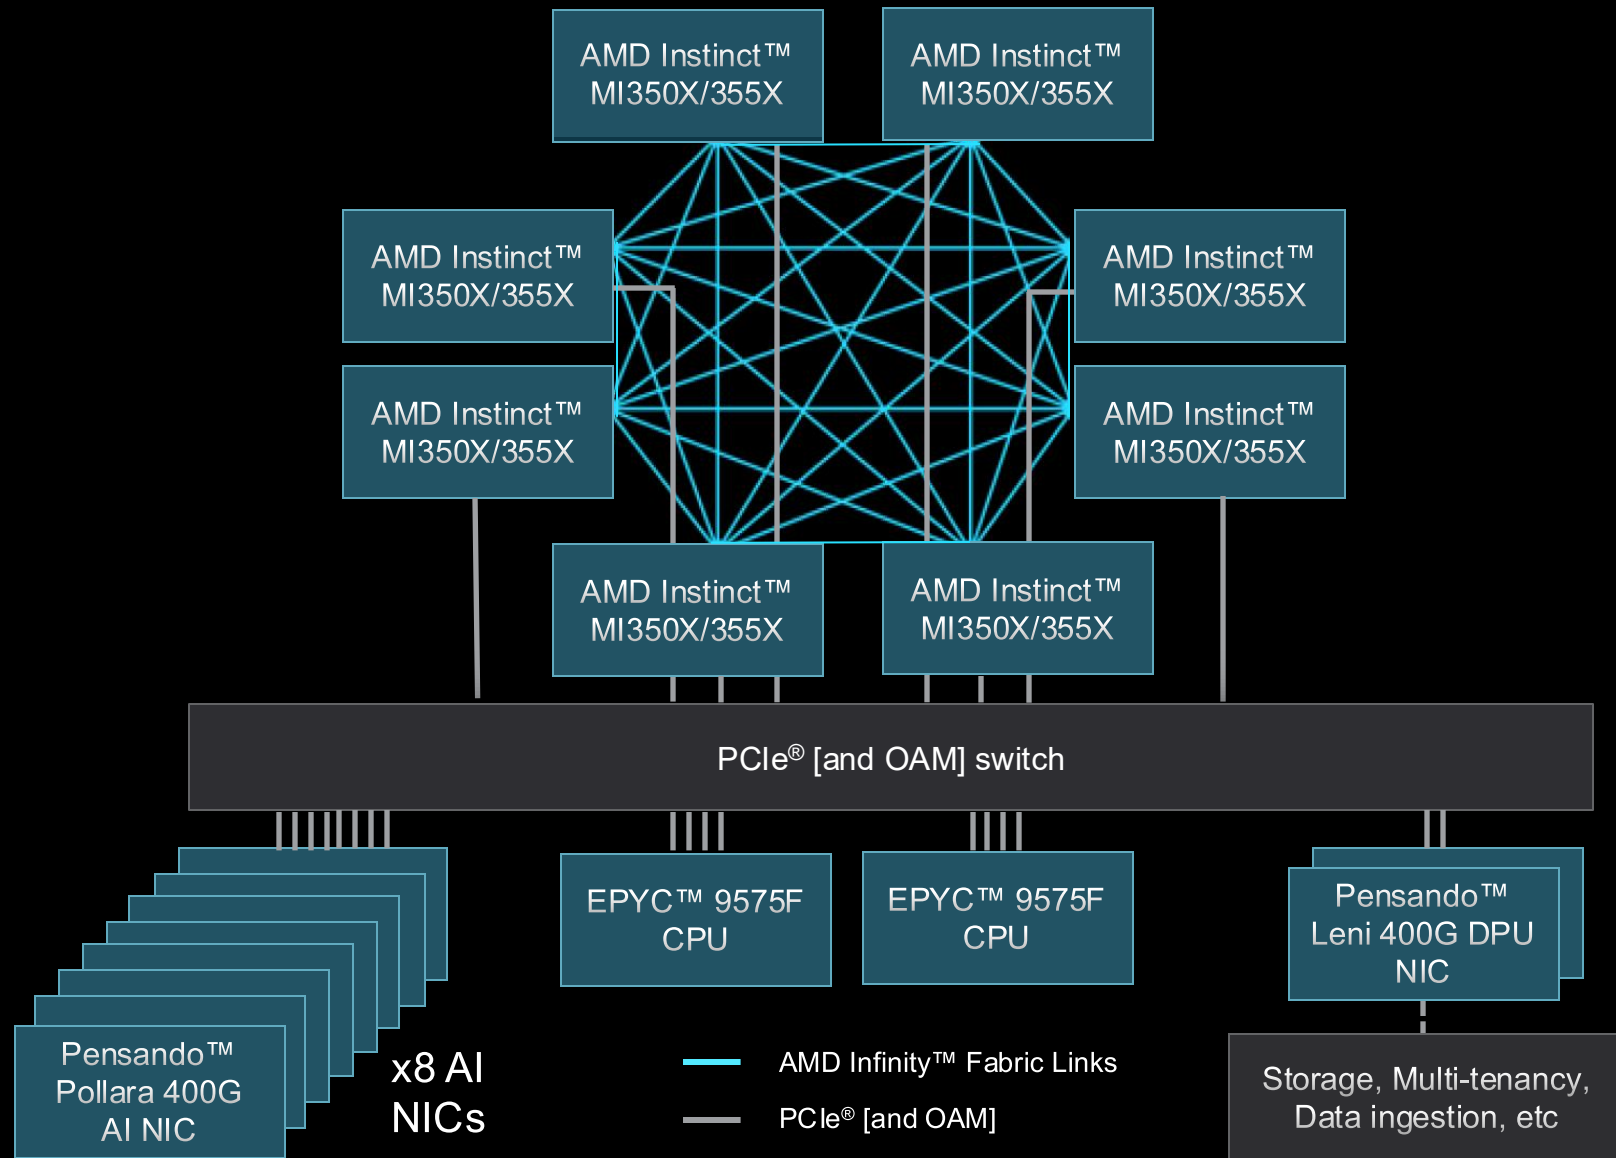 AMD Instinct™
MI350X/355X
AMD Instinct™
MI350X/355X
AMD Instinct™
MI350X/355X
AMD Instinct™
MI350X/355X
AMD Instinct™
MI350X/355X
AMD Instinct™
MI350X/355X
AMD Instinct™
MI350X/355X
AMD Instinct™
MI350X/355X
PCIe® [and OAM] switch
EPYC™ 9575F
CPU
EPYC™ 9575F
CPU
Pensando™
Leni 400G DPU
NIC
Pensando™
Pollara 400G
AI NIC
x8 AI
NICs
AMD Infinity™ Fabric Links
PCIe® [and OAM]
Storage, Multi-tenancy,
Data ingestion, etc